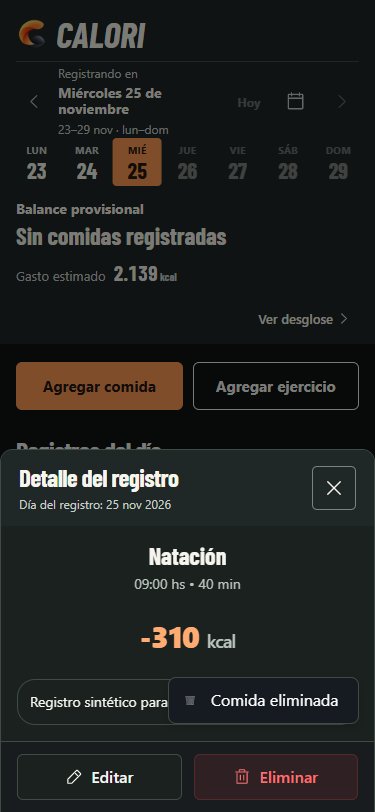 CALORI
Registrando en
Miércoles 25 de
noviembre
Hoy
23–29 nov · lun–dom
LUN MAR MIÉ JUE VIE SÁB DOM
23 24 25 26 27 28 29
Balance provisional
Sin comidas registradas
Gasto estimado 2.139 kcal
Ver desglose
Agregar comida Agregar ejercicio
Registros del día
Detalle del registro
Día del registro: 25 nov 2026
Natación
09:00 hs • 40 min
-310 kcal
Registro sintético para
Comida eliminada
Editar Eliminar